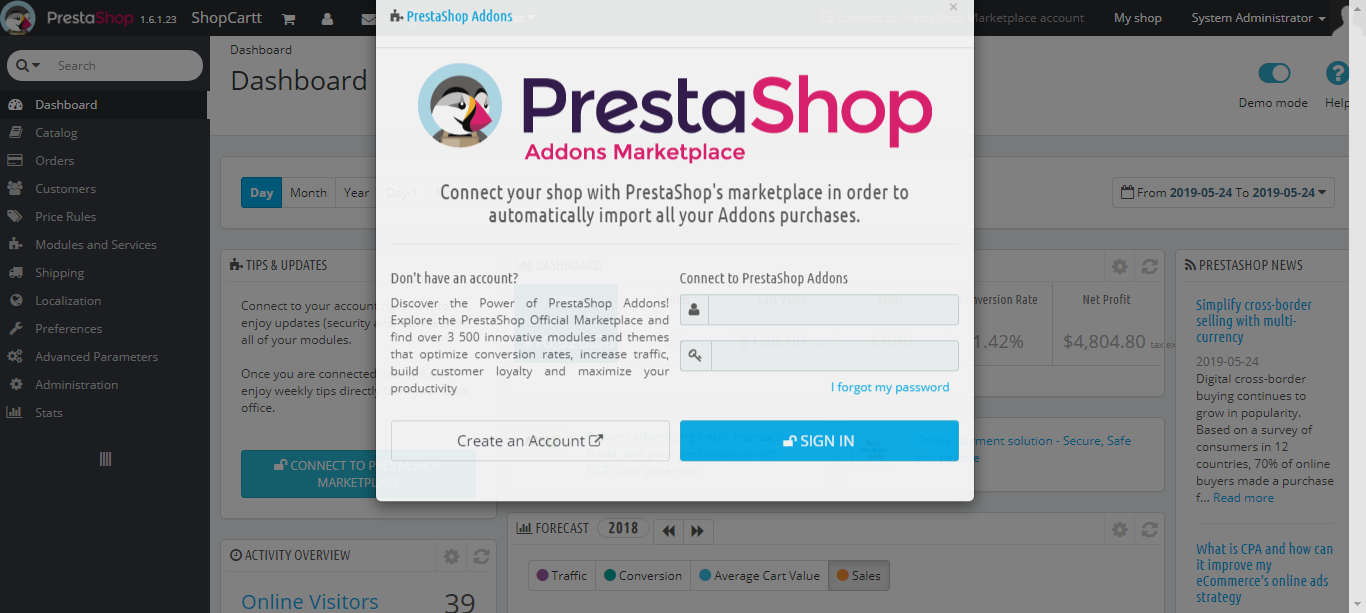 PrestaShop 1.6.1.23 ShopCartt
PrestaShop Addons
×
Connect to PrestaShop Marketplace account
My shop
System Administrator
Search
Dashboard
Catalog
Orders
Customers
Price Rules
Modules and Services
Shipping
Localization
Preferences
Advanced Parameters
Administration
Stats
Dashboard
Dashboard
Demo mode
Help
Day Month Year Day-1
From 2019-05-24 To 2019-05-24
PrestaShop
Addons Marketplace
Connect your shop with PrestaShop's marketplace in order to
automatically import all your Addons purchases.
Don't have an account?
Discover the Power of PrestaShop Addons!
Explore the PrestaShop Official Marketplace and
find over 3 500 innovative modules and themes
that optimize conversion rates, increase traffic,
build customer loyalty and maximize your
productivity
Create an Account
Connect to PrestaShop Addons
I forgot my password
SIGN IN
TIPS & UPDATES
Connect to your account
enjoy updates (security
all of your modules.
Once you are connected
enjoy weekly tips directly
office.
CONNECT TO PRESTASHOP
MARKETPLACE
ACTIVITY OVERVIEW
Online Visitors 39
DASHBOARD
Cart Value
Conversion Rate
1.42%
Net Profit
$4,804.80 tax ex
Online payment solution - Secure, Safe
FORECAST 2018
Traffic Conversion Average Cart Value Sales
PRESTASHOP NEWS
Simplify cross-border
selling with multi-
currency
2019-05-24
Digital cross-border
buying continues to
grow in popularity.
Based on a survey of
consumers in 12
countries, 70% of online
buyers made a purchase
f... Read more
What is CPA and how can
it improve my
eCommerce's online ads
strategy